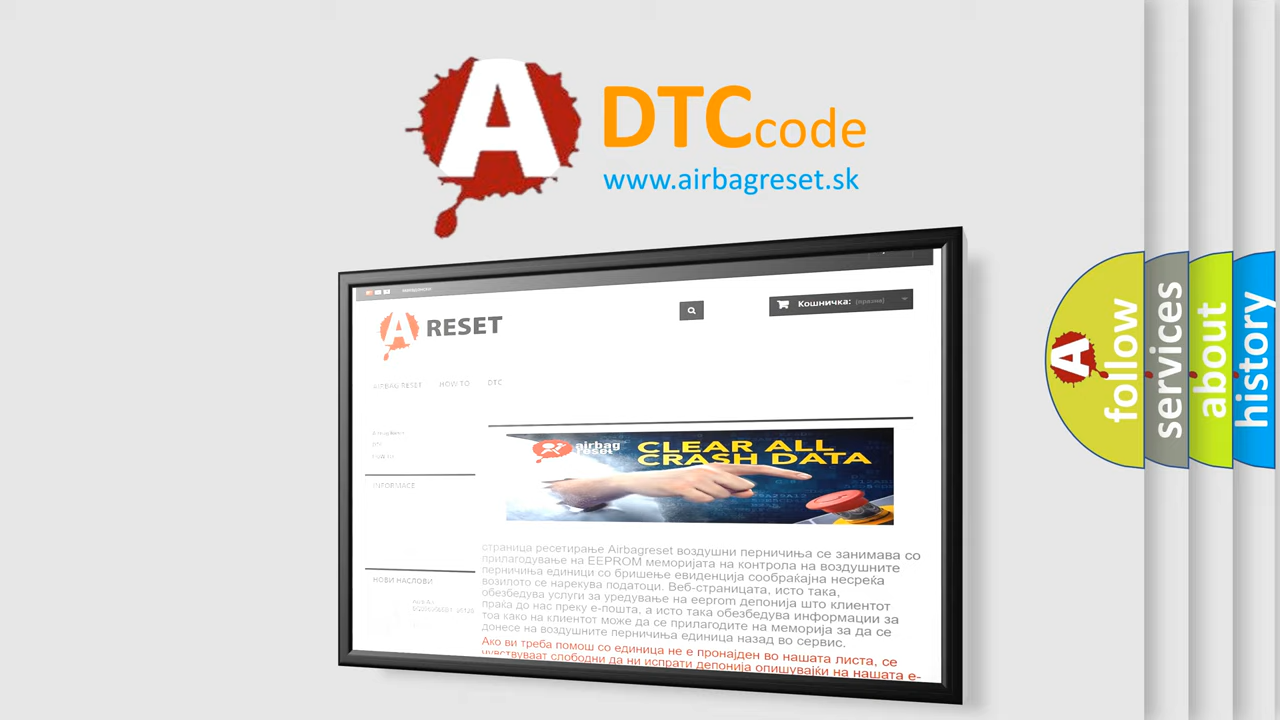 A
DTCcode
www.airbagreset.sk
Кошничка: (празни)
A RESET
AIRBAG RESET HOW TO DTC
airbag
reset
CLEAR ALL
CRASH DATA
INFORMACE
страница ресетирање Airbagreset воздушни перничиња се занимава со
прилагодување на EEPROM меморијата на контрола на воздушните
перничиња единици со бришење евиденција сообраќајна несреќа
возилото се нарекува податоци. Веб-страницата, исто така,
обезбедува услуги за уредување на eeprom депонија што клиентот
праќа до нас преку е-пошта, а исто така обезбедува информации за
тоа како на клиентот може да се прилагодите на меморија за да се
донесе на воздушните перничиња единица назад во сервис.
НОВИ НАСЛОВИ
Ако ви треба помош со единица не е пронајден во нашата листа, се
чувствуваат слободни да ни испрати депонија опишувајќи на нашата е-
A
follow
services
about
history